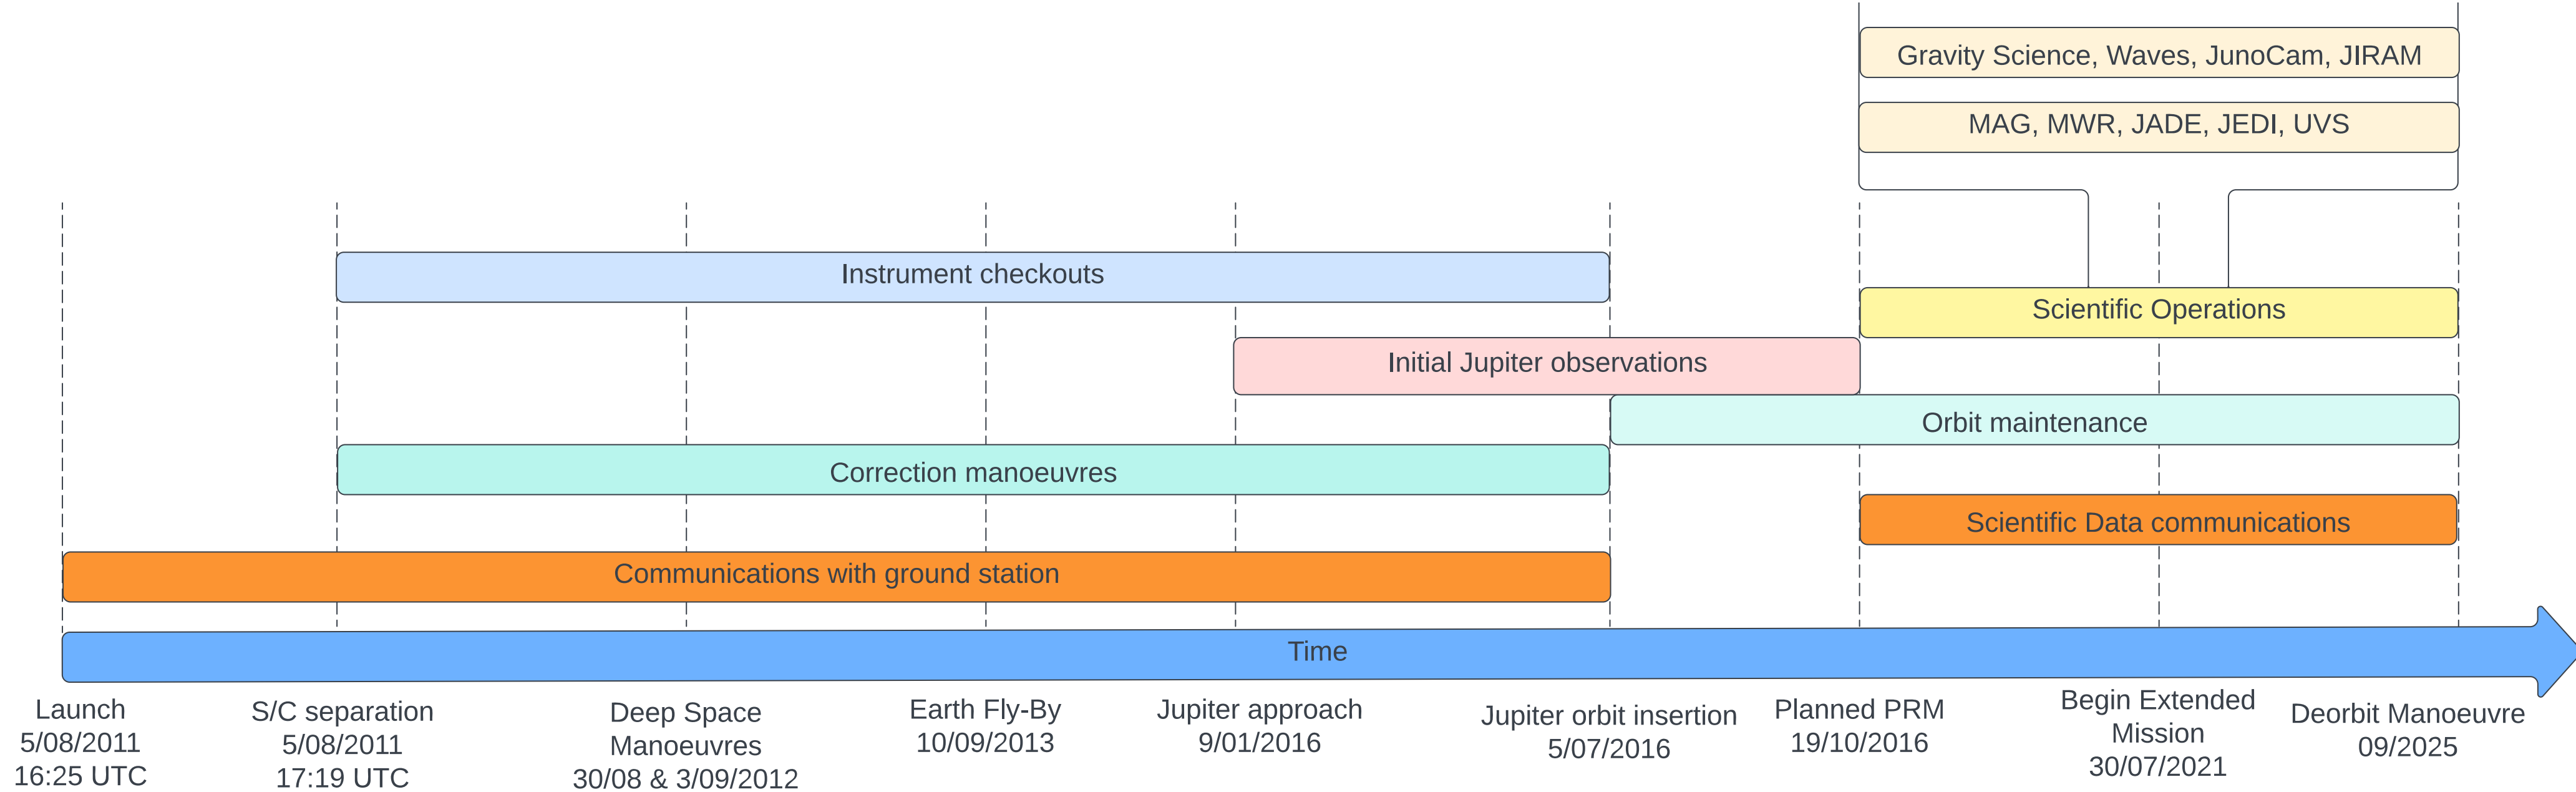 Gravity Science, Waves, JunoCam, JIRAM
MAG, MWR, JADE, JEDI, UVS
Instrument checkouts
Scientific Operations
Initial Jupiter observations
Orbit maintenance
Correction manoeuvres
Scientific Data communications
Communications with ground station
Time
Launch
5/08/2011
16:25 UTC
S/C separation
5/08/2011
17:19 UTC
Deep Space
Manoeuvres
30/08 & 3/09/2012
Earth Fly-By
10/09/2013
Jupiter approach
9/01/2016
Jupiter orbit insertion
5/07/2016
Planned PRM
19/10/2016
Begin Extended
Mission
30/07/2021
Deorbit Manoeuvre
09/2025